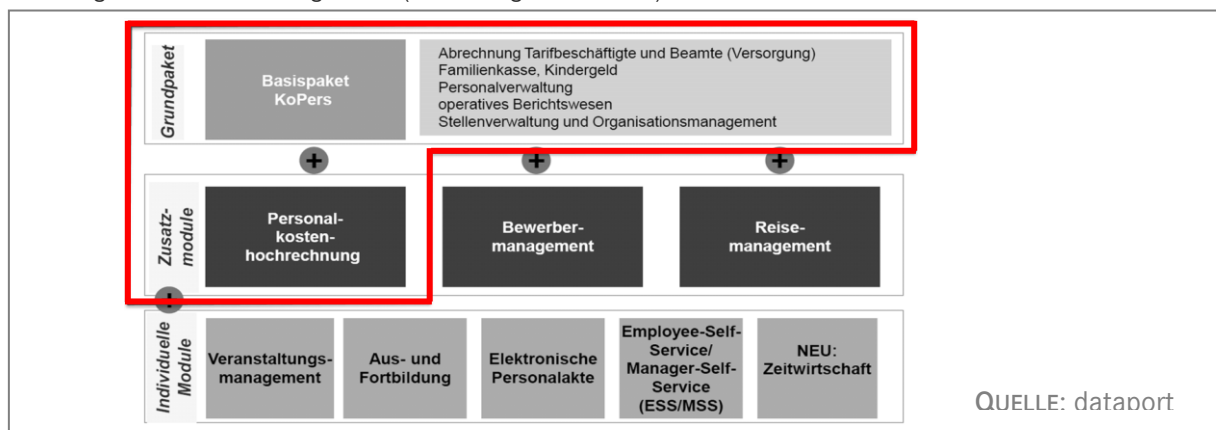 Grundpaket
Basispaket
KoPers
Abrechnung Tarifbeschäftigte und Beamte (Versorgung)
Familienkasse, Kindergeld
Personalverwaltung
operatives Berichtswesen
Stellenverwaltung und Organisationsmanagement
+
+
+
Zusatz-
module
Personal-
kosten-
hochrechnung
Bewerber-
management
Reise-
management
+
Individuelle
Module
Veranstaltungs-
management
Aus- und
Fortbildung
Elektronische
Personalakte
Employee-Self-
Service/
Manager-Self-
Service
(ESS/MSS)
NEU:
Zeitwirtschaft
QUELLE: dataport